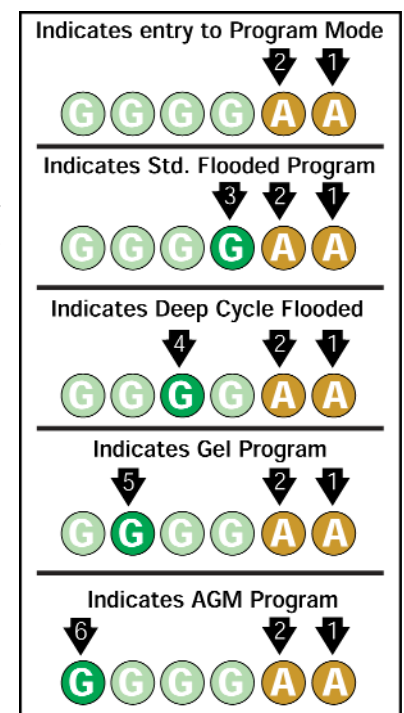 Indicates entry to Program Mode
2 1
G G G G A A
Indicates Std. Flooded Program
3 2 1
G G G G A A
Indicates Deep Cycle Flooded
4 2 1
G G G G A A
Indicates Gel Program
5 2 1
G G G G A A
Indicates AGM Program
6 2 1
G G G G A A